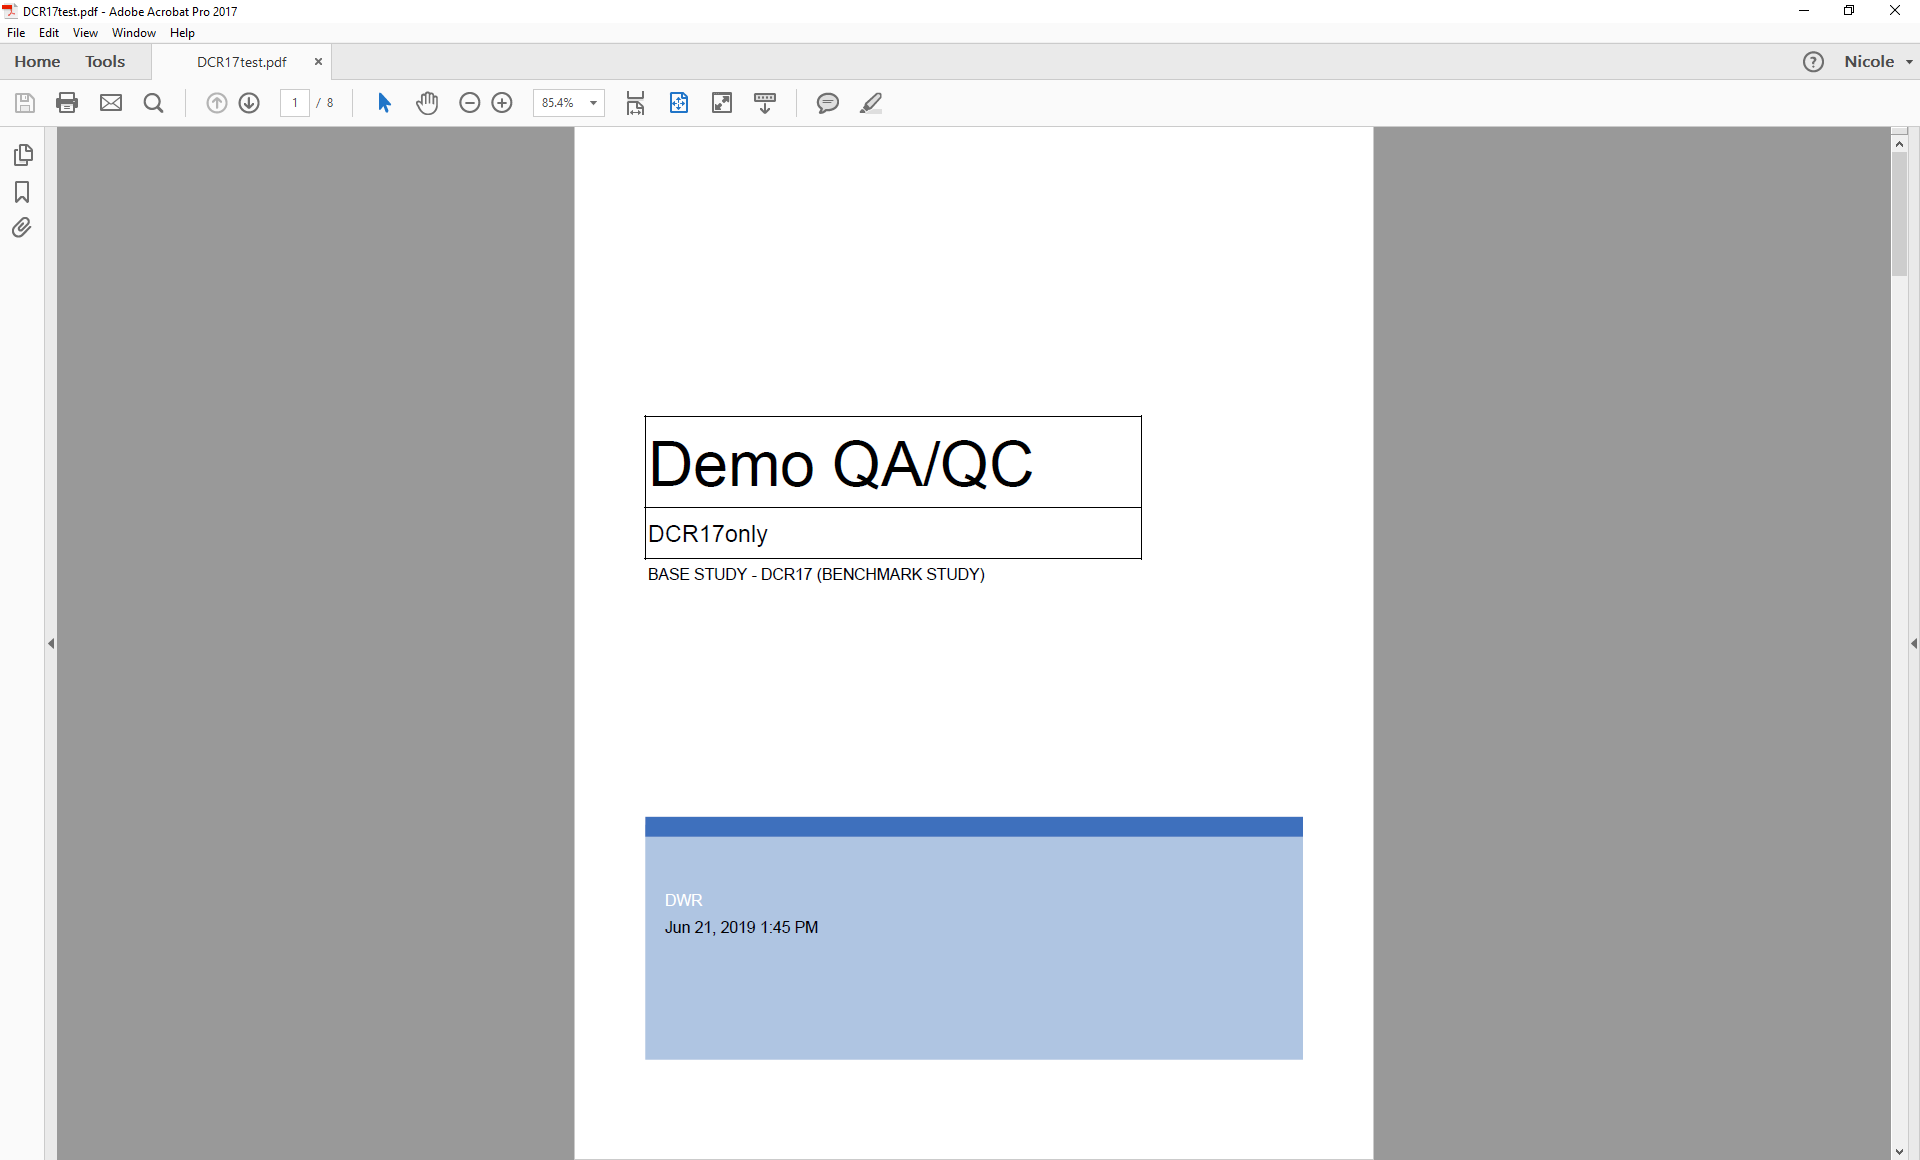 DCR17test.pdf - Adobe Acrobat Pro 2017
File Edit View Window Help
Home Tools DCR17test.pdf × ? Nicole
1 / 8 85.4%
Demo QA/QC
DCR17only
BASE STUDY - DCR17 (BENCHMARK STUDY)
DWR
Jun 21, 2019 1:45 PM